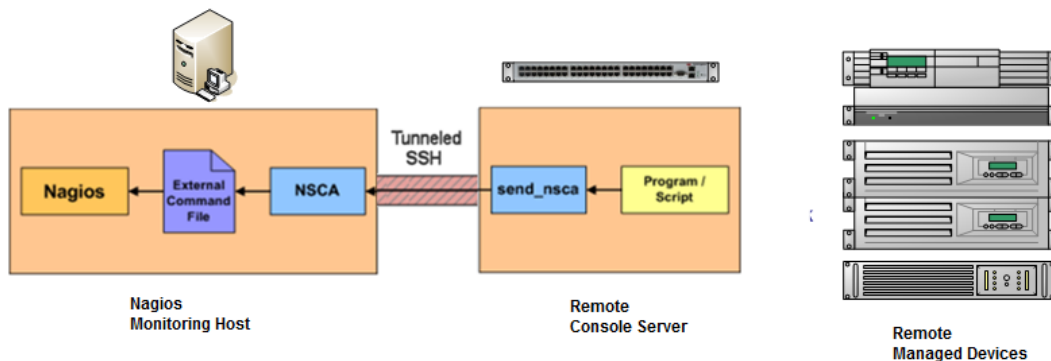 Tunneled
SSH
Nagios
External
Command
File
NSCA
send_nsca
Program /
Script
Nagios
Monitoring Host
Remote
Console Server
Remote
Managed Devices